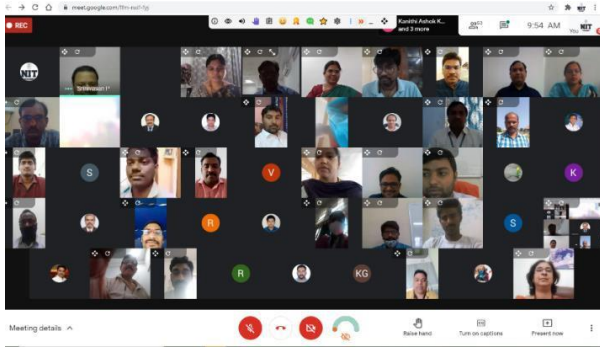 meet.google.com/
REC
Kanthi Ashok K...
and 3 more
9:54 AM
You
NIT
NIT
S
V
K
R
S
R
KG
Meeting details
Raise hand
Turn on captions
Present now